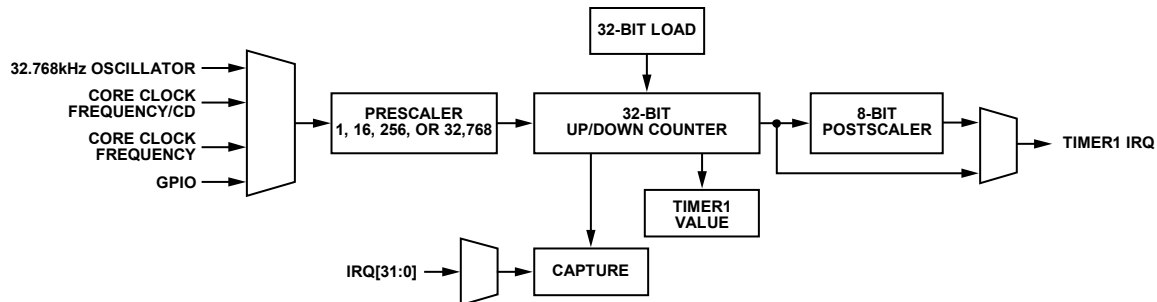 32-BIT LOAD
32.768kHz OSCILLATOR
CORE CLOCK
FREQUENCY/CD
CORE CLOCK
FREQUENCY
GPIO
PRESCALER
1, 16, 256, OR 32,768
32-BIT
UP/DOWN COUNTER
8-BIT
POSTSCALER
TIMER1 IRQ
TIMER1
VALUE
IRQ[31:0]
CAPTURE